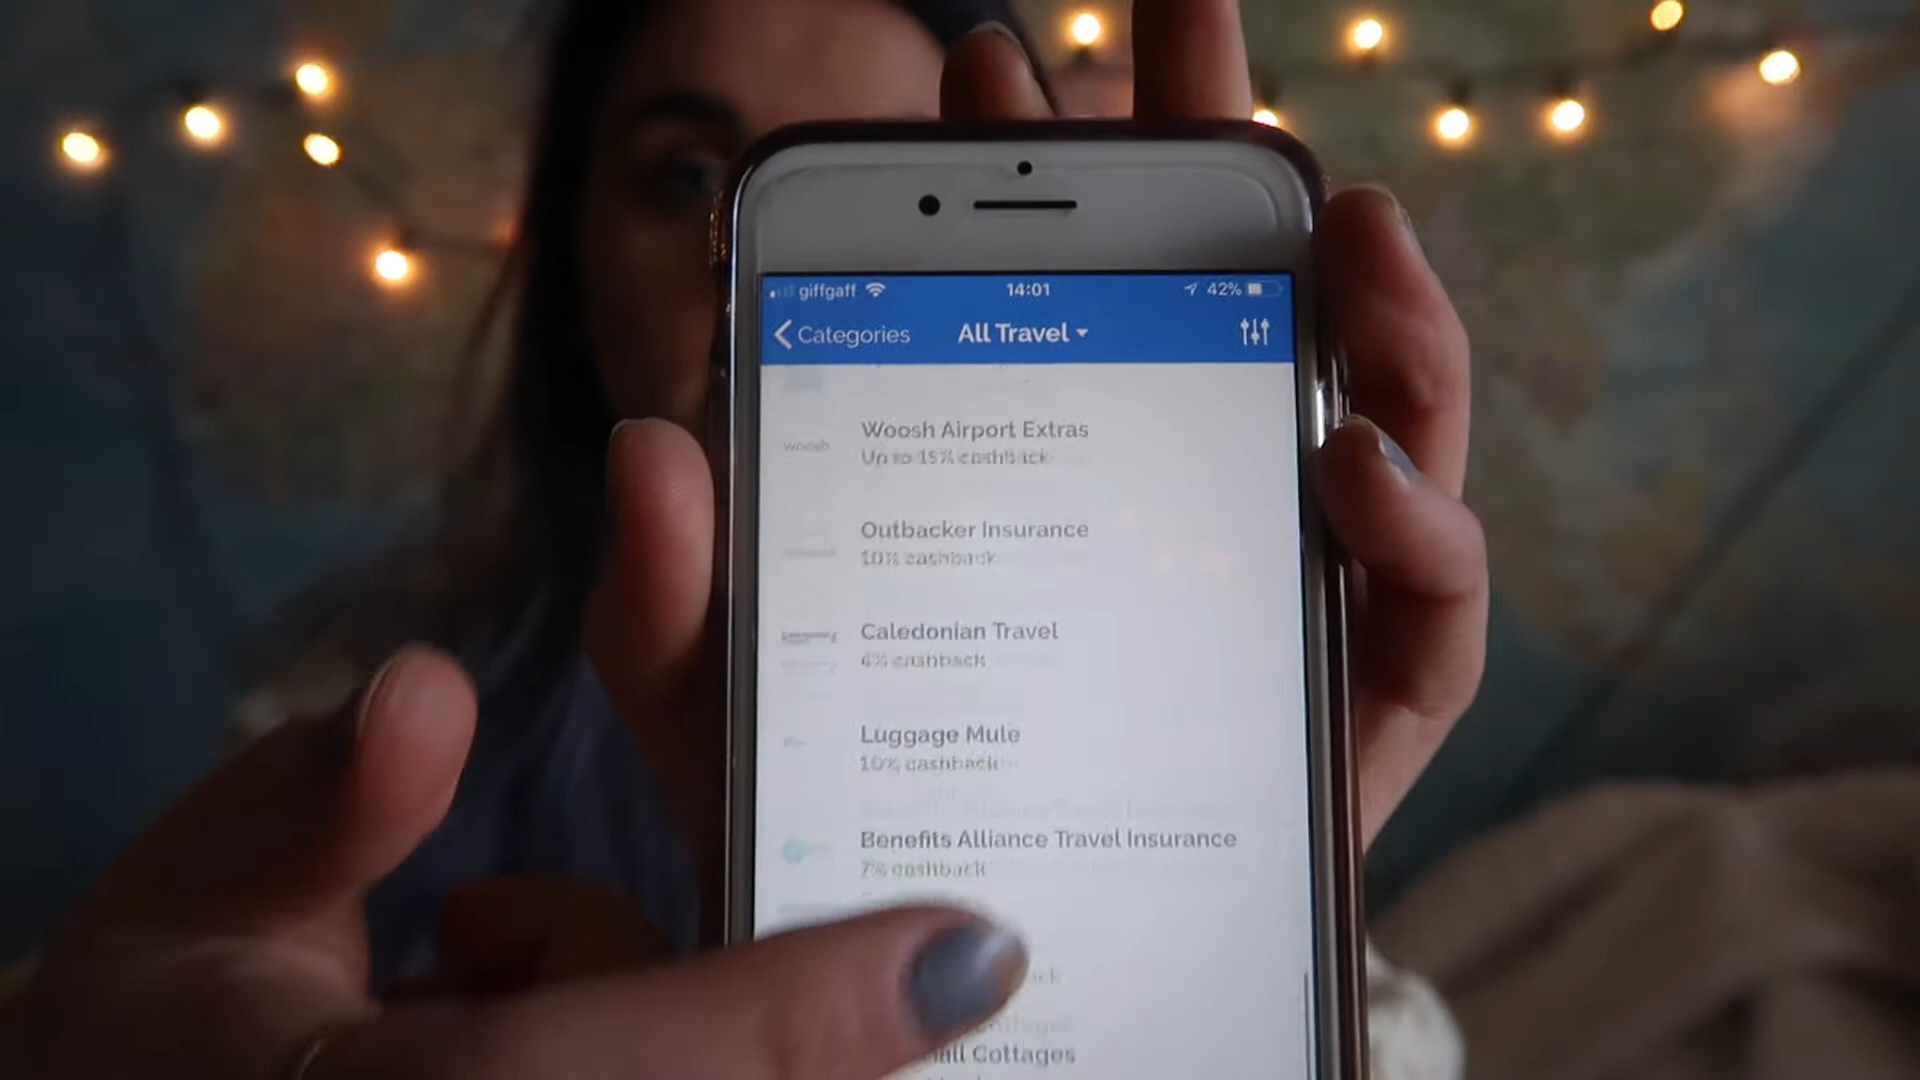 giffgaff 14:01 42%
Categories All Travel
Woosh Airport Extras
woosh
Up to 15% cashback
Outbacker Insurance
10% cashback
Caledonian Travel
4% cashback
Luggage Mule
10% cashback
Benefits Alliance Travel Insurance
7% cashback
Cottages